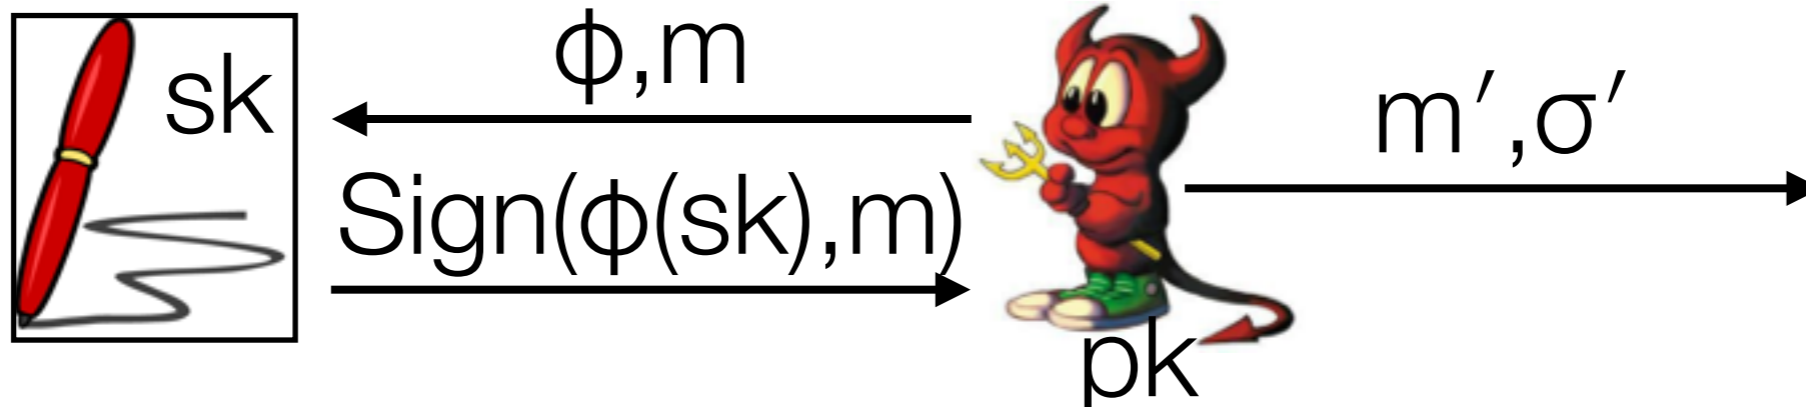 sk
ϕ,m
Sign(ϕ(sk),m)
pk
m′,σ′